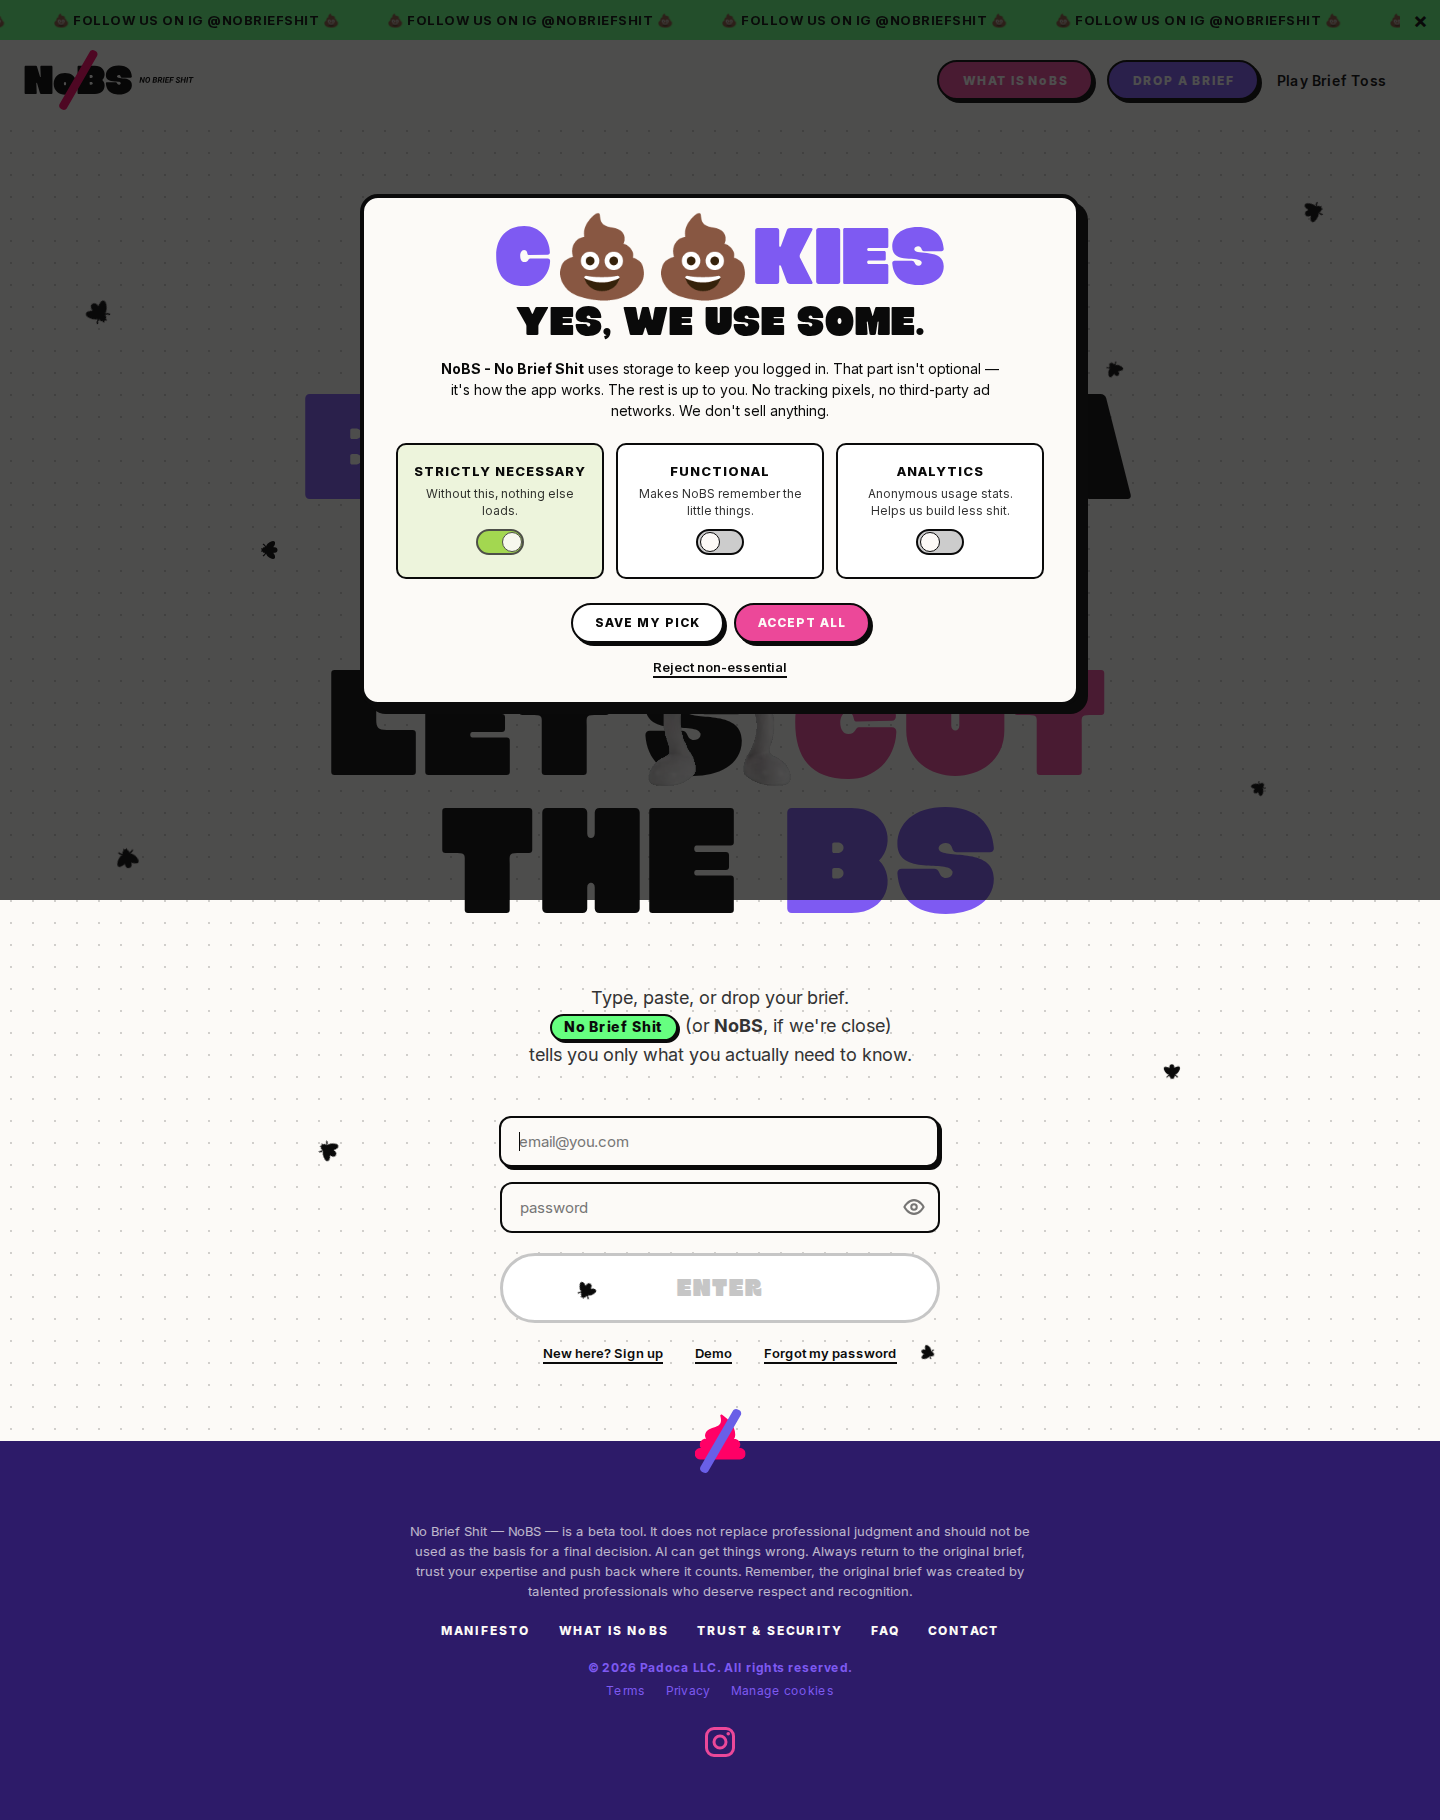 💩 FOLLOW US ON IG @NOBRIEFSHIT 💩 💩 FOLLOW US ON IG @NOBRIEFSHIT 💩 💩 FOLLOW US ON IG @NOBRIEFSHIT 💩 💩 FOLLOW US ON IG @NOBRIEFSHIT 💩 ×
NoBS NO BRIEF SHIT WHAT IS NoBS DROP A BRIEF Play Brief Toss
C💩💩KIES
YES, WE USE SOME.
NoBS - No Brief Shit uses storage to keep you logged in. That part isn't optional —
it's how the app works. The rest is up to you. No tracking pixels, no third-party ad
networks. We don't sell anything.
STRICTLY NECESSARY
Without this, nothing else
loads.
FUNCTIONAL
Makes NoBS remember the
little things.
ANALYTICS
Anonymous usage stats.
Helps us build less shit.
SAVE MY PICK ACCEPT ALL
Reject non-essential
LET'S CUT
THE BS
Type, paste, or drop your brief.
No Brief Shit (or NoBS, if we're close)
tells you only what you actually need to know.
email@you.com
password
ENTER
New here? Sign up Demo Forgot my password
No Brief Shit — NoBS — is a beta tool. It does not replace professional judgment and should not be
used as the basis for a final decision. AI can get things wrong. Always return to the original brief,
trust your expertise and push back where it counts. Remember, the original brief was created by
talented professionals who deserve respect and recognition.
MANIFESTO WHAT IS NoBS TRUST & SECURITY FAQ CONTACT
© 2026 Padoca LLC. All rights reserved.
Terms Privacy Manage cookies